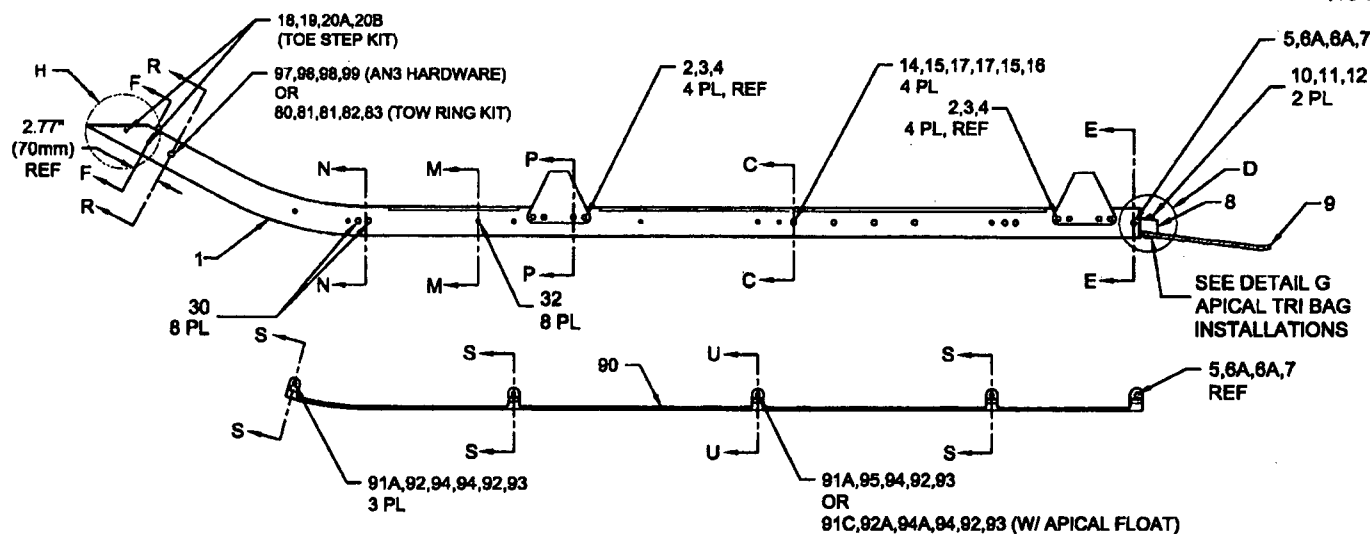 18,19,20A,20B
(TOE STEP KIT)
5,6A,6A,7
H
R
F
97,98,98,99 (AN3 HARDWARE)
OR
80,81,81,82,83 (TOW RING KIT)
2,3,4
4 PL, REF
14,15,17,17,15,16
4 PL
10,11,12
2 PL
2,3,4
4 PL, REF
2.77"
(70mm)
REF
E
D
8
9
F
R
N
M
P
C
1
N
M
P
C
E
30
8 PL
32
8 PL
SEE DETAIL G
APICAL TRI BAG
INSTALLATIONS
S
S
90
U
S
5,6A,6A,7
REF
S
S
U
S
91A,92,94,94,92,93
3 PL
91A,95,94,92,93
OR
91C,92A,94A,94,92,93 (W/ APICAL FLOAT)